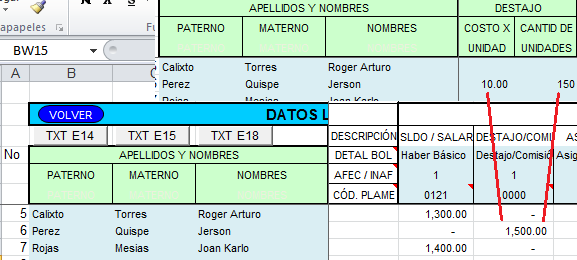 Pegar
Portapapeles
N K S
Fuente
BW15
APELLIDOS Y NOMBRES DESTAJO
PATERNO MATERNO NOMBRES COSTO X UNIDAD CANTID DE UNIDADES
Calixto Torres Roger Arturo
Perez Quispe Jerson 10.00 150
Rojas Mesias Joan Karlo
A B C
VOLVER DATOS L
TXT E14 TXT E15 TXT E18 DESCRIPCIÓN SLDO / SALAR DESTAJO/COMI AS
No APELLIDOS Y NOMBRES DETAL BOL Haber Básico Destajo/Comisió Asig
PATERNO MATERNO NOMBRES AFEC / INAF 1 1
CÓD. PLAME 0121 0000
5 Calixto Torres Roger Arturo 1,300.00 -
6 Perez Quispe Jerson - 1,500.00
7 Rojas Mesias Joan Karlo 1,400.00 -